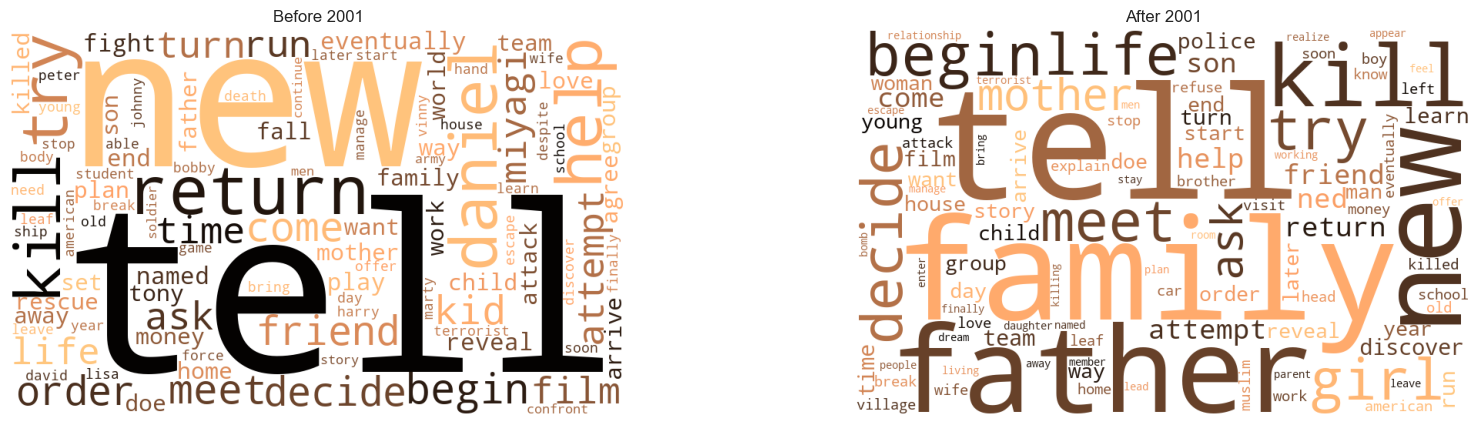 Before 2001
killed
peter
young
stop
body
need
leaf
ship
old
american
try
kill
fight
turn
run
eventually
later
start
team
wife
hand
love
world
continue
death
father
son
johnny
able
end
bobby
fall
manage
vinny
house
way
army
men
family
new
daniel
miyagi
despite
school
help
group
agree
student
plan
break
soldier
return
time
come
want
game
mother
offer
play
day
harry
bring
named
tony
ask
money
friend
force
home
story
set
rescue
away
leave
year
life
david
lisa
order
doe
meet
decide
begin
film
confront
tell
work
learn
escape
attack
attempt
discover
finally
child
kid
marty
terrorist
reveal
soon
arrive
After 2001
relationship
begin
life
police
son
realize
soon
appear
boy
know
feel
left
kill
woman
come
escape
young
attack
film
want
manage
house
terrorist
mother
men
bring
arrive
explain
stay
tell
refuse
stop
end
turn
start
doe
help
brother
try
learn
working
friend
man
ned
money
eventually
offer
new
return
visit
ask
meet
story
child
group
day
decide
bomb
enter
finally
family
room
plan
killing
car
order
later
head
killed
school
old
year
discover
reveal
attempt
love
daughter
named
dream
team
leaf
member
way
away
home
living
people
break
wife
village
time
father
lead
muslim
parent
work
leave
girl
american
run